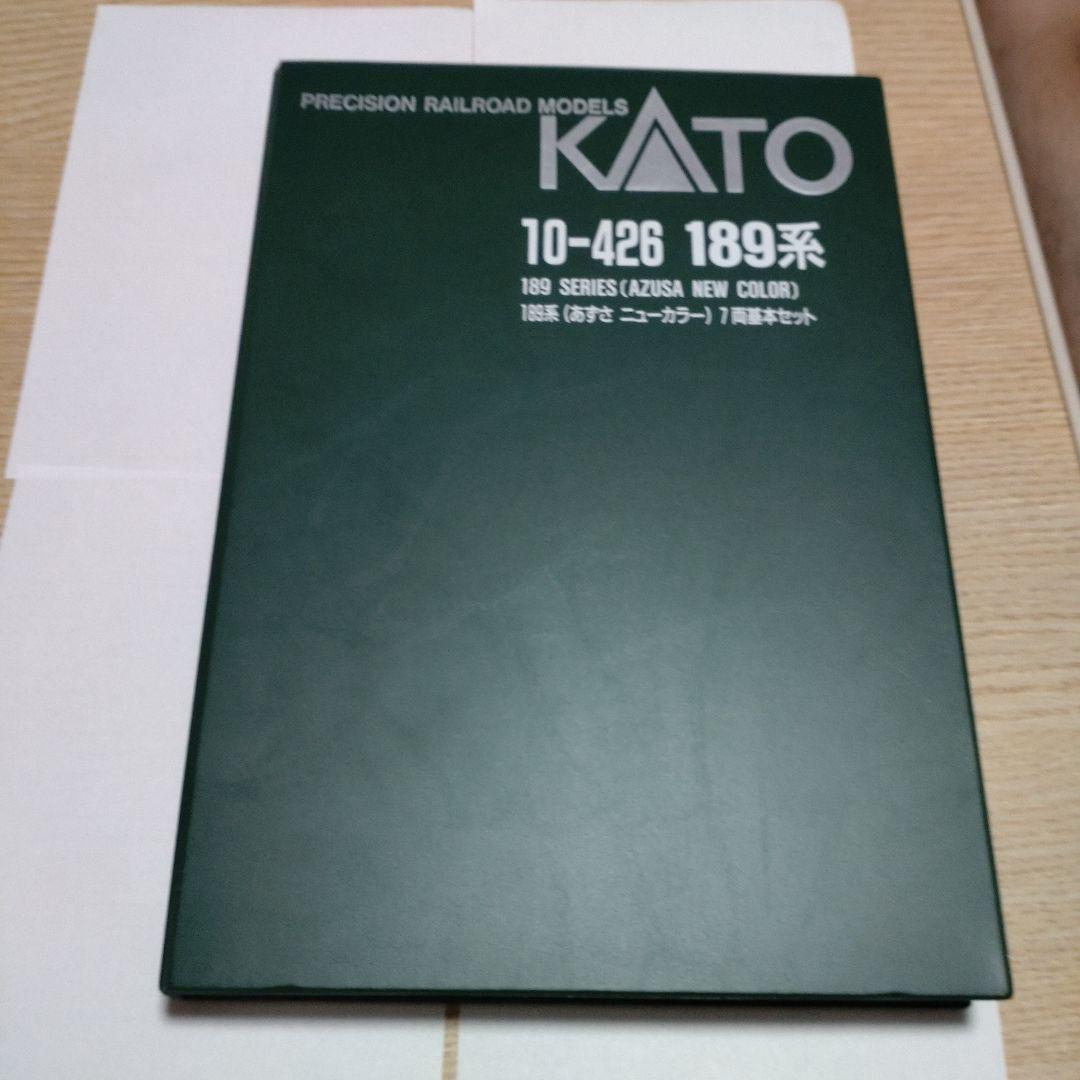 PRECISION RAILROAD MODELS
KATO
10-426 189系
189 SERIES(AZUSA NEW COLOR)
189系(あずさ ニューカラー) 7両基本セット